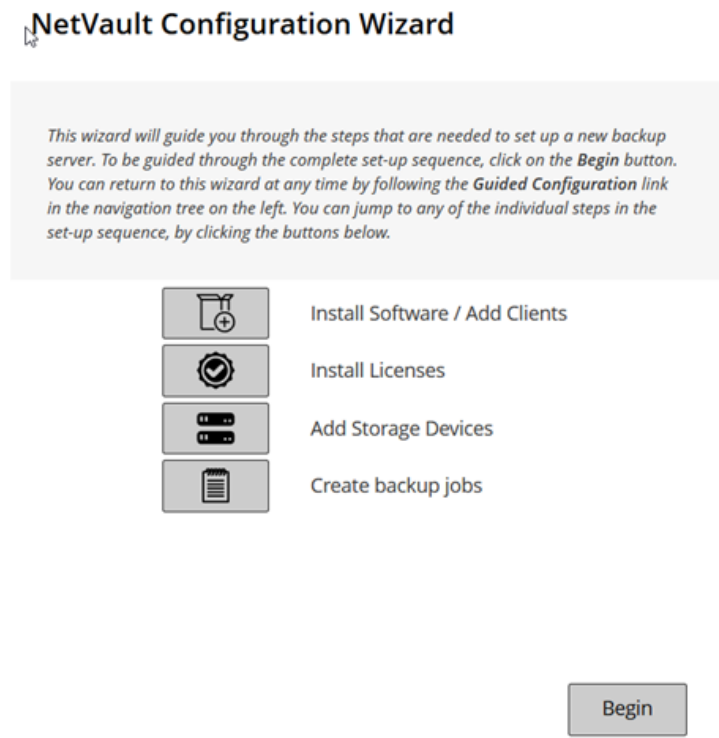 NetVault Configuration Wizard
This wizard will guide you through the steps that are needed to set up a new backup
server. To be guided through the complete set-up sequence, click on the Begin button.
You can return to this wizard at any time by following the Guided Configuration link
in the navigation tree on the left. You can jump to any of the individual steps in the
set-up sequence, by clicking the buttons below.
Install Software / Add Clients
Install Licenses
Add Storage Devices
Create backup jobs
Begin